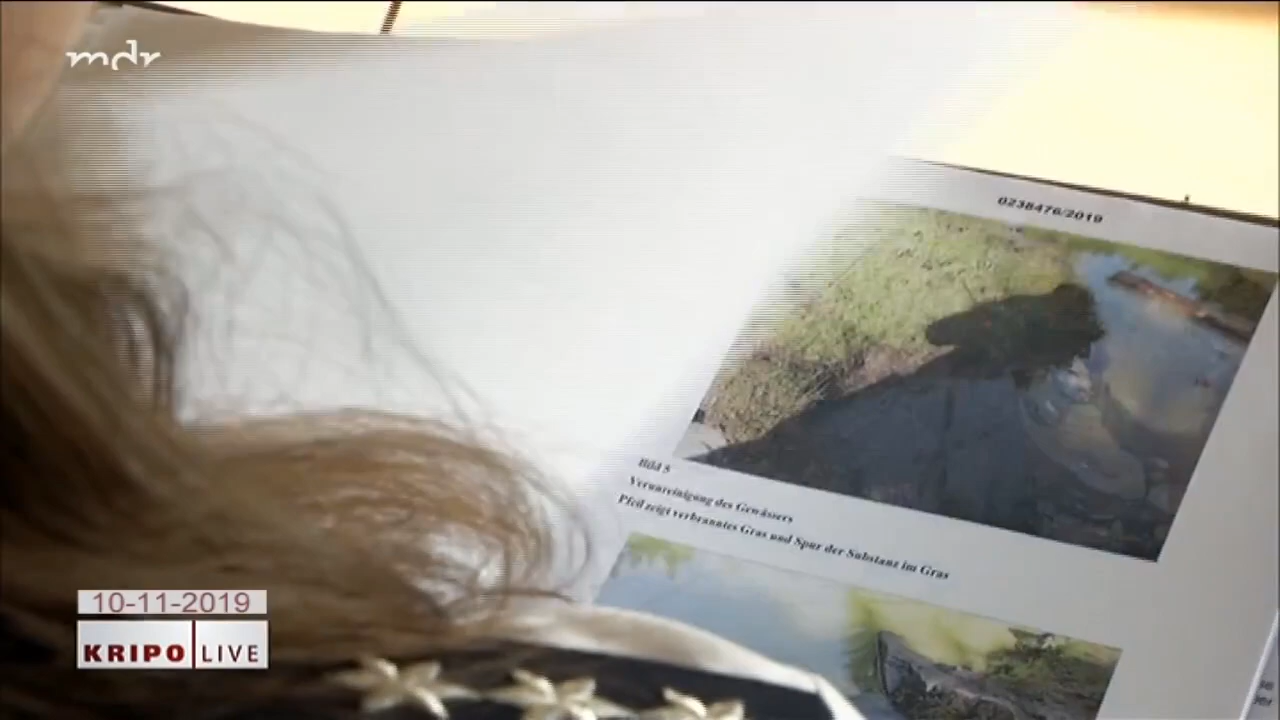 mdr
0238476/2019
Bild 5
Verunreinigung des Gewässers
Pfeil zeigt verbranntes Gras und Spur der Substanz im Gras
10-11-2019
KRIPO LIVE